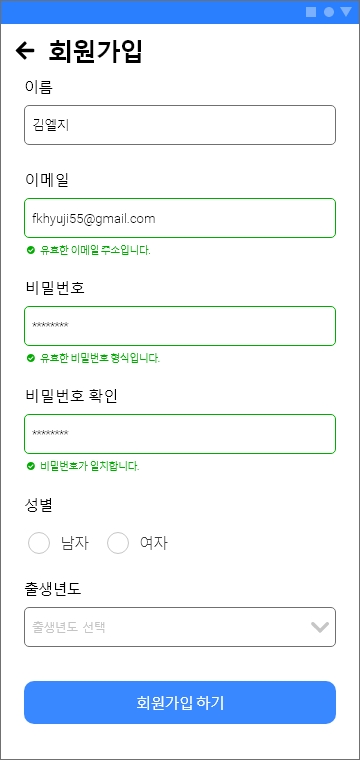 회원가입
이름
김엘지
이메일
fkhyuji55@gmail.com
유효한 이메일 주소입니다.
비밀번호
********
유효한 비밀번호 형식입니다.
비밀번호 확인
********
비밀번호가 일치합니다.
성별
남자 여자
출생년도
출생년도 선택
회원가입 하기